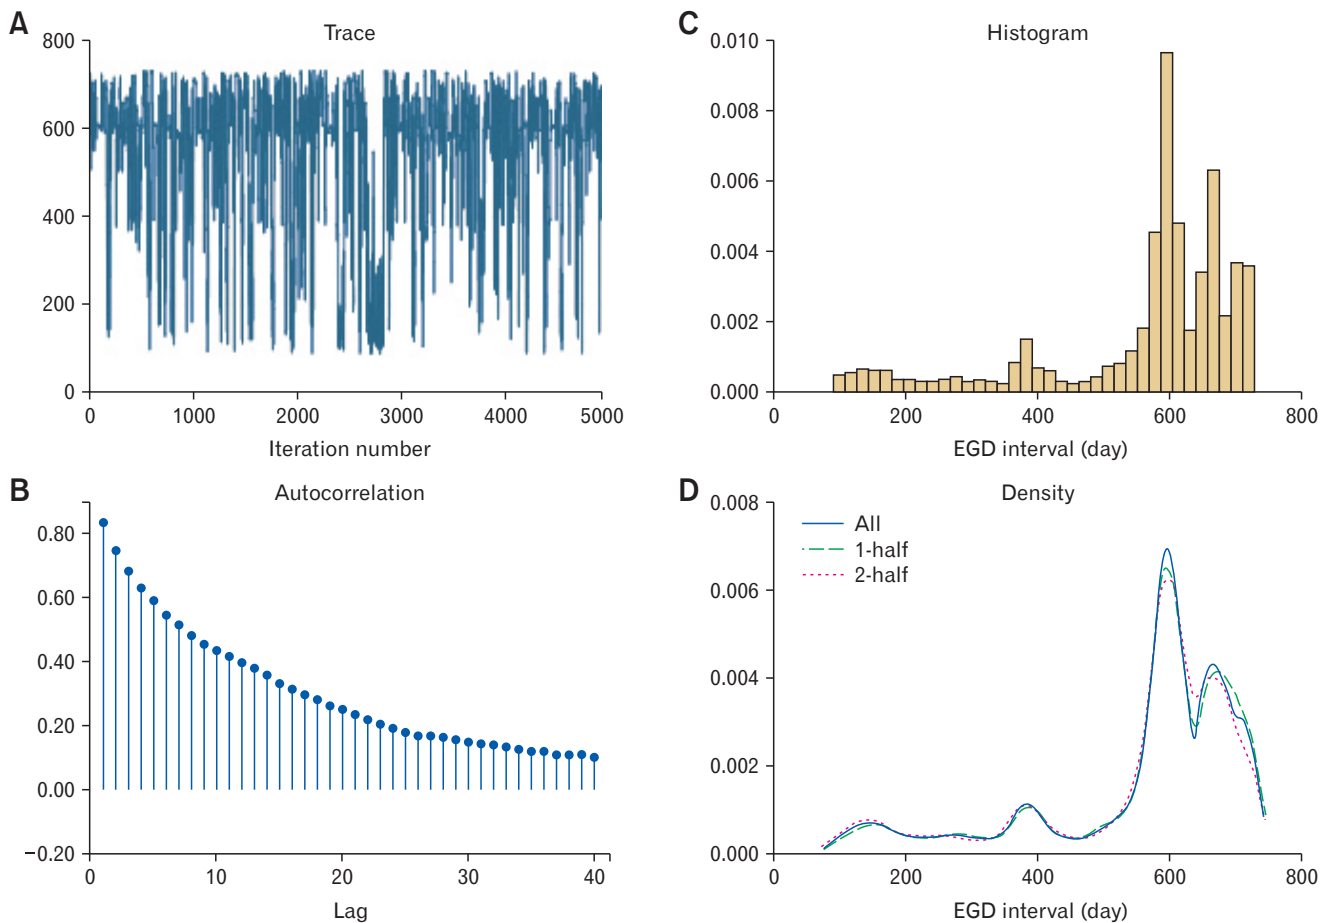 A
Trace
800
600
400
200
0
0 1000 2000 3000 4000 5000
Iteration number
C
Histogram
0.010
0.008
0.006
0.004
0.002
0.000
0 200 400 600 800
EGD interval (day)
B
Autocorrelation
0.80
0.60
0.40
0.20
0.00
−0.20
0 10 20 30 40
Lag
D
Density
0.008
0.006
0.004
0.002
0.000
All
1-half
2-half
0 200 400 600 800
EGD interval (day)